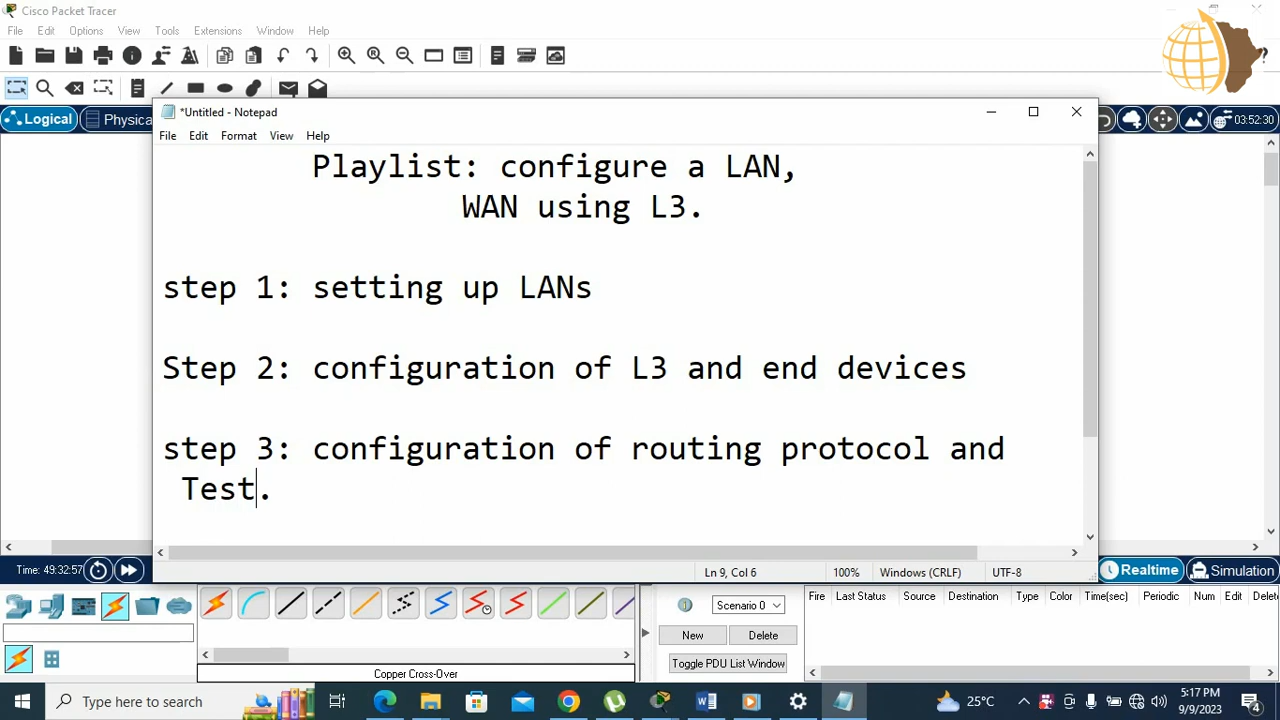 Cisco Packet Tracer
File Edit Options View Tools Extensions Window Help
Logical Physica 03:52:30
*Untitled - Notepad
File Edit Format View Help
Playlist: configure a LAN,
WAN using L3.
step 1: setting up LANs
Step 2: configuration of L3 and end devices
step 3: configuration of routing protocol and
Test.
Ln 9, Col 6 100% Windows (CRLF) UTF-8
Time: 49:32:57 Realtime Simulation
Scenario 0
Fire Last Status Source Destination Type Color Time(sec) Periodic Num Edit Delete
New Delete
Toggle PDU List Window
Copper Cross-Over
Type here to search
25°C
5:17 PM
9/9/2023
4